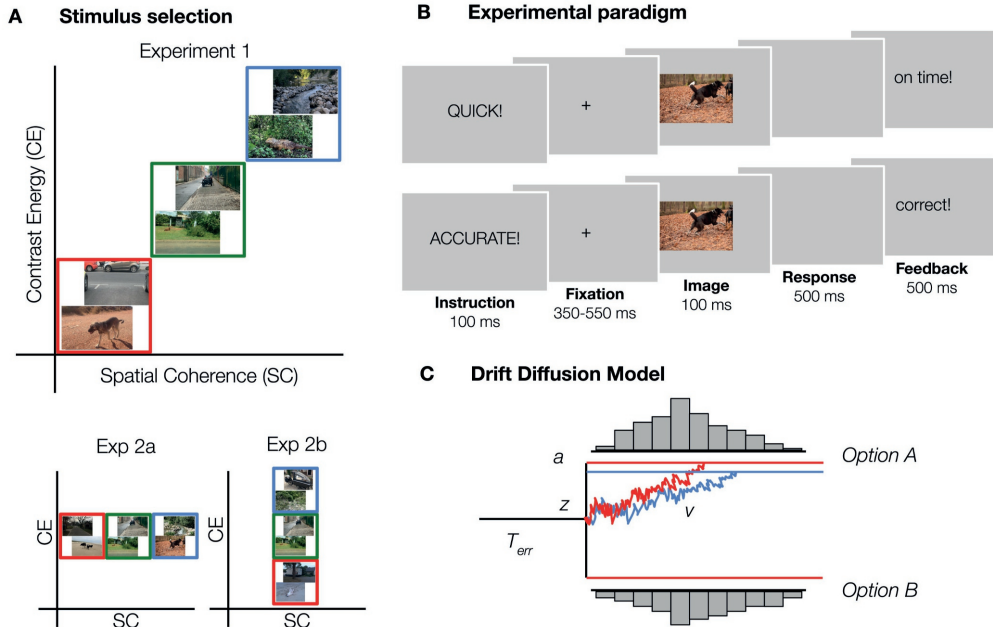 A Stimulus selection
Experiment 1
Contrast Energy (CE)
Spatial Coherence (SC)
Exp 2a
CE
SC
Exp 2b
CE
SC
B Experimental paradigm
QUICK!
+
on time!
ACCURATE!
+
correct!
Instruction
100 ms
Fixation
350-550 ms
Image
100 ms
Response
500 ms
Feedback
500 ms
C Drift Diffusion Model
a
Option A
z
v
Terr
Option B